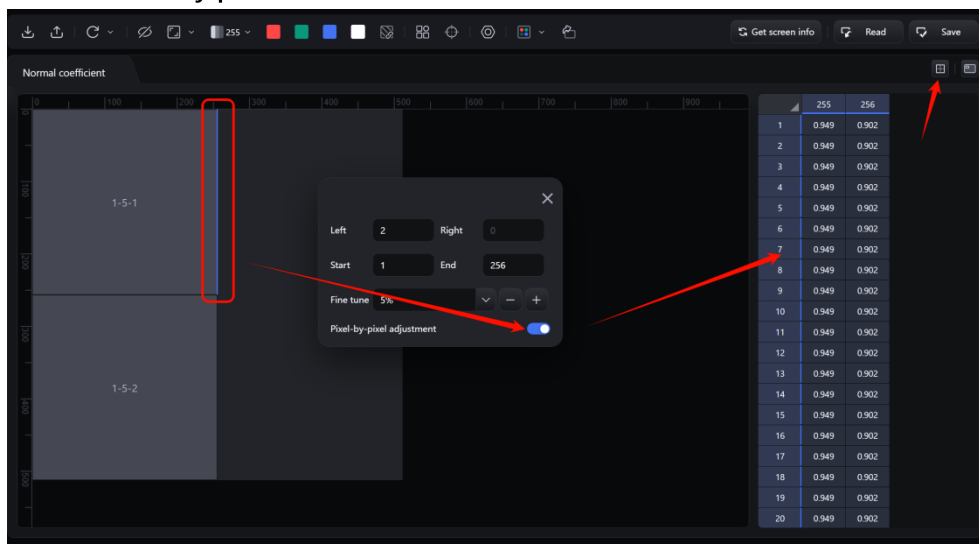 255
Get screen info
Read
Save
Normal coefficient
0 100 200 300 400 500 600 700 800 900
0
100
200
300
400
500
1-5-1
1-5-2
Left 2 Right 0
Start 1 End 256
Fine tune 5%
Pixel-by-pixel adjustment
255 256
1 0.949 0.902
2 0.949 0.902
3 0.949 0.902
4 0.949 0.902
5 0.949 0.902
6 0.949 0.902
7 0.949 0.902
8 0.949 0.902
9 0.949 0.902
10 0.949 0.902
11 0.949 0.902
12 0.949 0.902
13 0.949 0.902
14 0.949 0.902
15 0.949 0.902
16 0.949 0.902
17 0.949 0.902
18 0.949 0.902
19 0.949 0.902
20 0.949 0.902